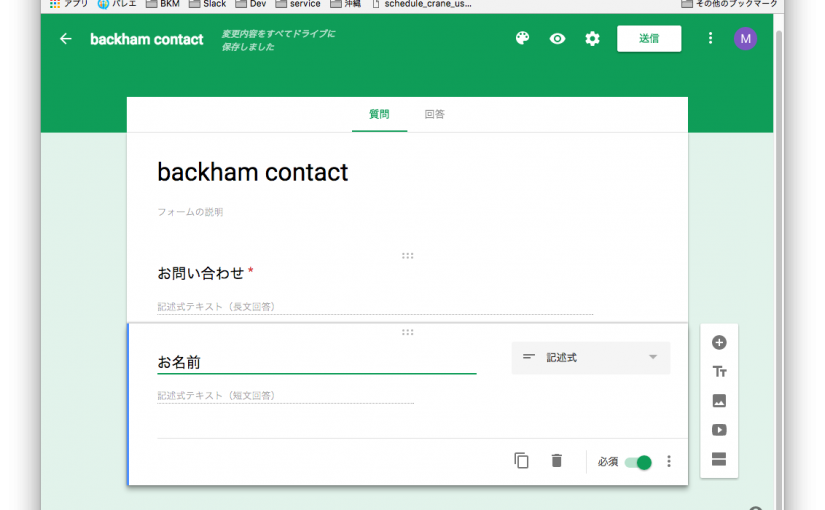 アプリ バレエ BKM Slack Dev service 沖縄 schedule_crane_us... その他のブックマーク
backham contact
変更内容をすべてドライブに
保存しました
送信
M
質問 回答
backham contact
フォームの説明
お問い合わせ *
記述式テキスト（長文回答）
お名前
記述式
記述式テキスト（短文回答）
必須